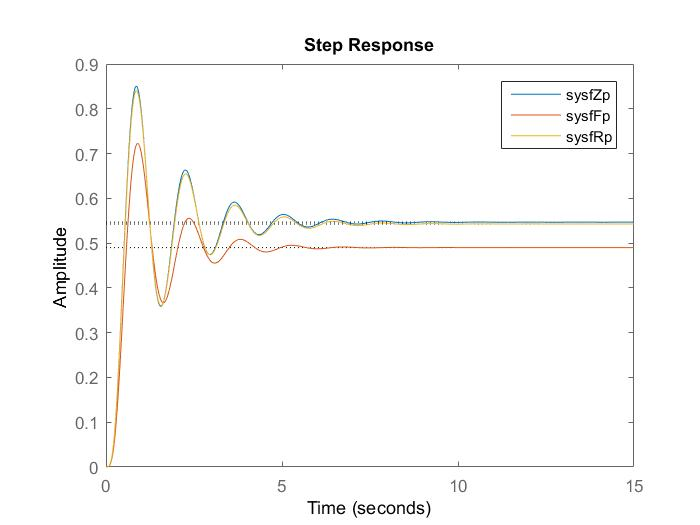 Step Response
0.9
0.8
0.7
0.6
0.5
0.4
0.3
0.2
0.1
0
Amplitude
sysfZp
sysfFp
sysfRp
0
5
10
15
Time (seconds)